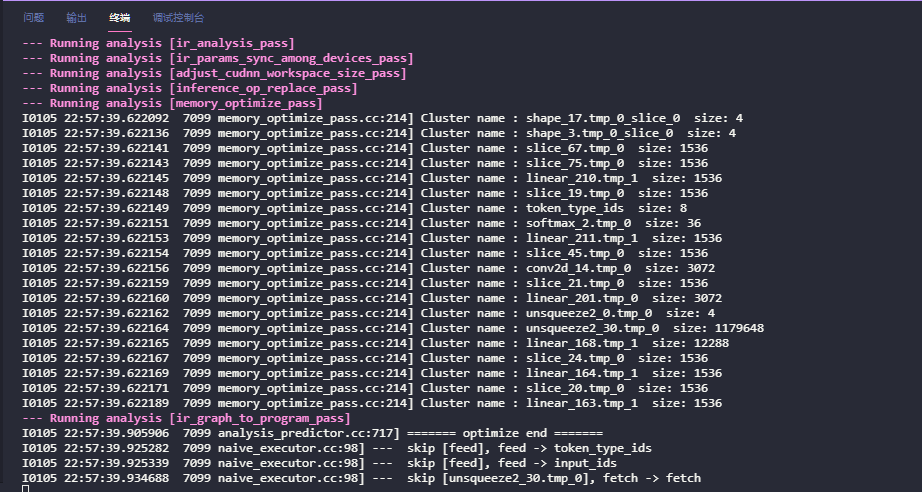 问题 输出 终端 调试控制台
--- Running analysis [ir_analysis_pass]
--- Running analysis [ir_params_sync_among_devices_pass]
--- Running analysis [adjust_cudnn_workspace_size_pass]
--- Running analysis [inference_op_replace_pass]
--- Running analysis [memory_optimize_pass]
I0105 22:57:39.622092  7099 memory_optimize_pass.cc:214] Cluster name : shape_17.tmp_0_slice_0  size: 4
I0105 22:57:39.622136  7099 memory_optimize_pass.cc:214] Cluster name : shape_3.tmp_0_slice_0  size: 4
I0105 22:57:39.622141  7099 memory_optimize_pass.cc:214] Cluster name : slice_67.tmp_0  size: 1536
I0105 22:57:39.622143  7099 memory_optimize_pass.cc:214] Cluster name : slice_75.tmp_0  size: 1536
I0105 22:57:39.622145  7099 memory_optimize_pass.cc:214] Cluster name : linear_210.tmp_1  size: 1536
I0105 22:57:39.622148  7099 memory_optimize_pass.cc:214] Cluster name : slice_19.tmp_0  size: 1536
I0105 22:57:39.622149  7099 memory_optimize_pass.cc:214] Cluster name : token_type_ids  size: 8
I0105 22:57:39.622151  7099 memory_optimize_pass.cc:214] Cluster name : softmax_2.tmp_0  size: 36
I0105 22:57:39.622153  7099 memory_optimize_pass.cc:214] Cluster name : linear_211.tmp_1  size: 1536
I0105 22:57:39.622154  7099 memory_optimize_pass.cc:214] Cluster name : slice_45.tmp_0  size: 1536
I0105 22:57:39.622156  7099 memory_optimize_pass.cc:214] Cluster name : conv2d_14.tmp_0  size: 3072
I0105 22:57:39.622159  7099 memory_optimize_pass.cc:214] Cluster name : slice_21.tmp_0  size: 1536
I0105 22:57:39.622160  7099 memory_optimize_pass.cc:214] Cluster name : linear_201.tmp_0  size: 3072
I0105 22:57:39.622162  7099 memory_optimize_pass.cc:214] Cluster name : unsqueeze2_0.tmp_0  size: 4
I0105 22:57:39.622164  7099 memory_optimize_pass.cc:214] Cluster name : unsqueeze2_30.tmp_0  size: 1179648
I0105 22:57:39.622165  7099 memory_optimize_pass.cc:214] Cluster name : linear_168.tmp_1  size: 12288
I0105 22:57:39.622167  7099 memory_optimize_pass.cc:214] Cluster name : slice_24.tmp_0  size: 1536
I0105 22:57:39.622169  7099 memory_optimize_pass.cc:214] Cluster name : linear_164.tmp_1  size: 1536
I0105 22:57:39.622171  7099 memory_optimize_pass.cc:214] Cluster name : slice_20.tmp_0  size: 1536
I0105 22:57:39.622189  7099 memory_optimize_pass.cc:214] Cluster name : linear_163.tmp_1  size: 1536
--- Running analysis [ir_graph_to_program_pass]
I0105 22:57:39.905906  7099 analysis_predictor.cc:717] ======= optimize end =======
I0105 22:57:39.925282  7099 naive_executor.cc:98] ---  skip [feed], feed -> token_type_ids
I0105 22:57:39.925339  7099 naive_executor.cc:98] ---  skip [feed], feed -> input_ids
I0105 22:57:39.934688  7099 naive_executor.cc:98] ---  skip [unsqueeze2_30.tmp_0], fetch -> fetch